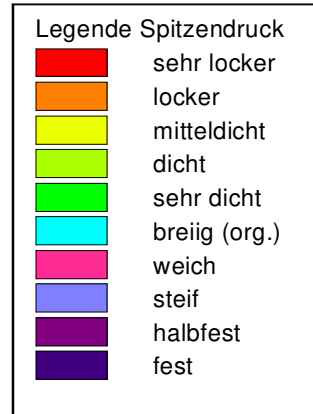 Legende Spitzendruck
sehr locker
locker
mitteldicht
dicht
sehr dicht
breiig (org.)
weich
steif
halbfest
fest